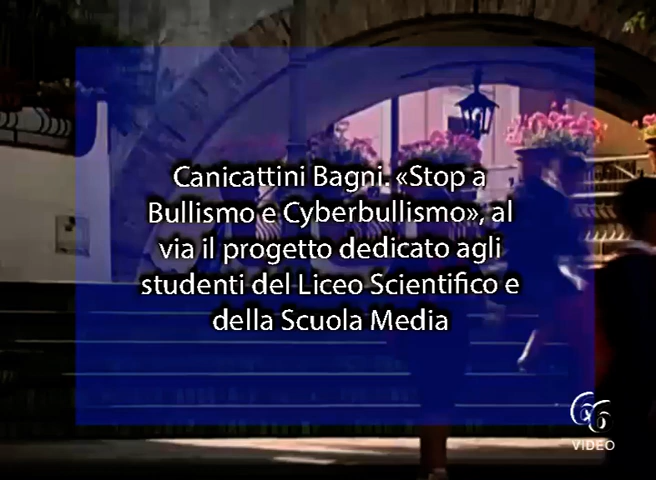 Canicattini Bagni. «Stop a
Bullismo e Cyberbullismo», al
via il progetto dedicato agli
studenti del Liceo Scientifico e
della Scuola Media
66
VIDEO